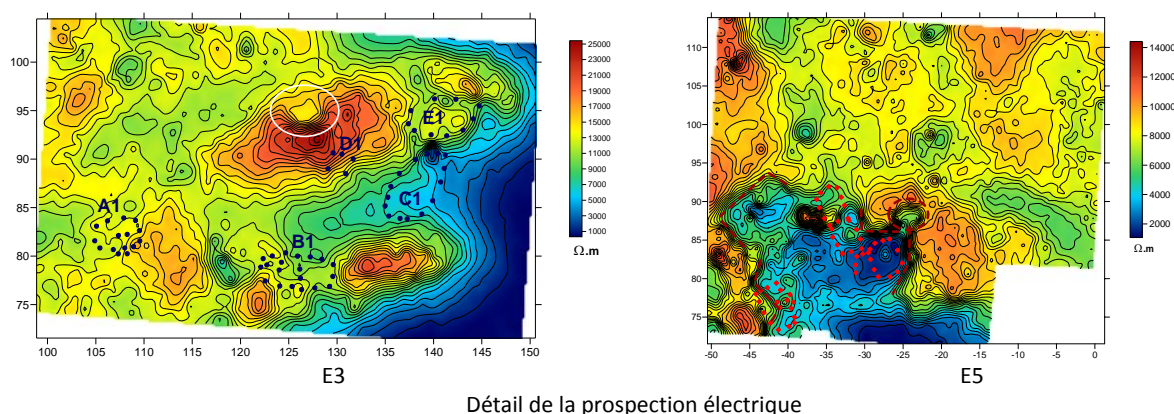 100
95
90
85
80
75
100 105 110 115 120 125 130 135 140 145 150
A1
B1
C1
D1
E1
25000
23000
21000
19000
17000
15000
13000
11000
9000
7000
5000
3000
1000
Ω.m
E3
110
105
100
95
90
85
80
75
-50 -45 -40 -35 -30 -25 -20 -15 -10 -5 0
14000
12000
10000
8000
6000
4000
2000
Ω.m
E5
Détail de la prospection électrique